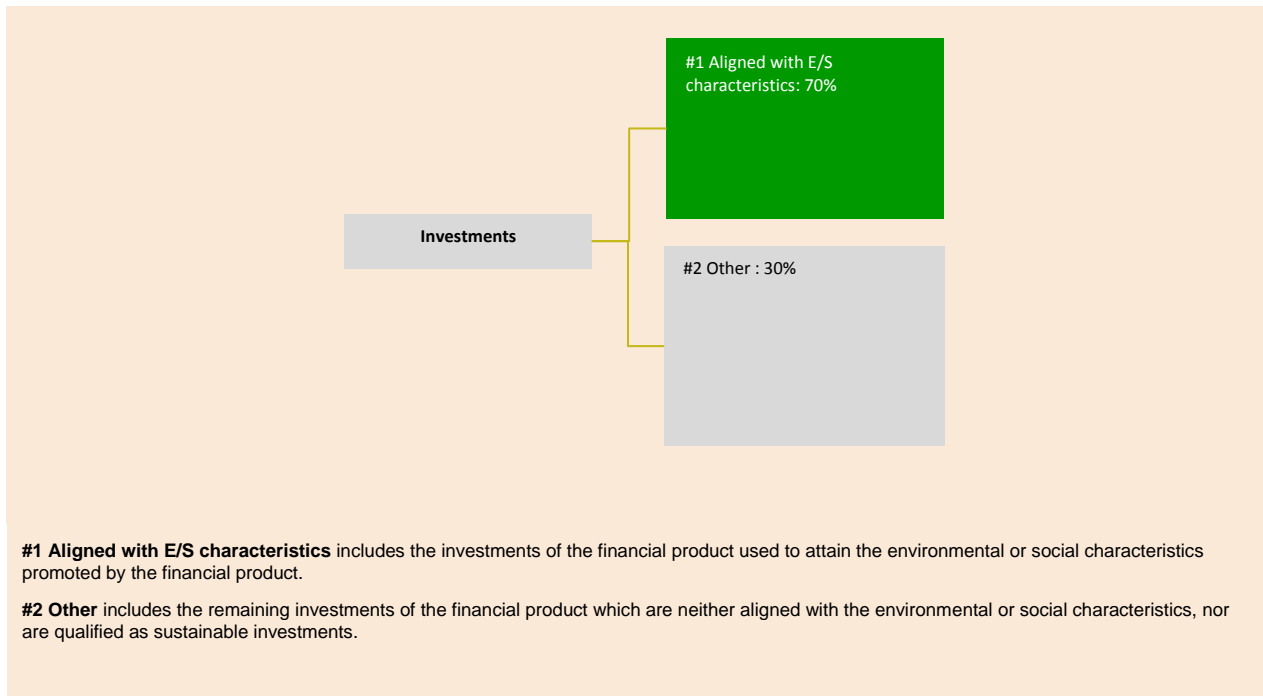 #1 Aligned with E/S
characteristics: 70%
Investments
#2 Other : 30%
#1 Aligned with E/S characteristics includes the investments of the financial product used to attain the environmental or social characteristics
promoted by the financial product.
#2 Other includes the remaining investments of the financial product which are neither aligned with the environmental or social characteristics, nor
are qualified as sustainable investments.